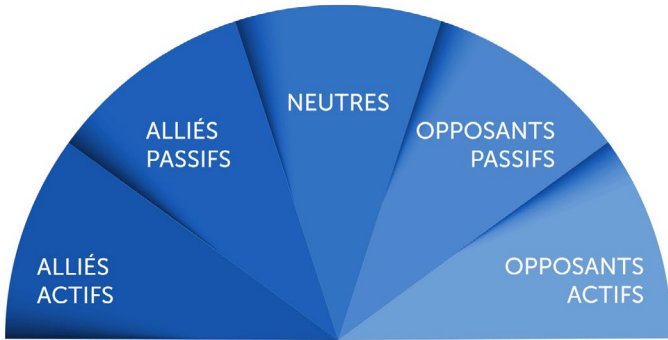 NEUTRES
ALLIÉS
PASSIFS
OPPOSANTS
PASSIFS
ALLIÉS
ACTIFS
OPPOSANTS
ACTIFS